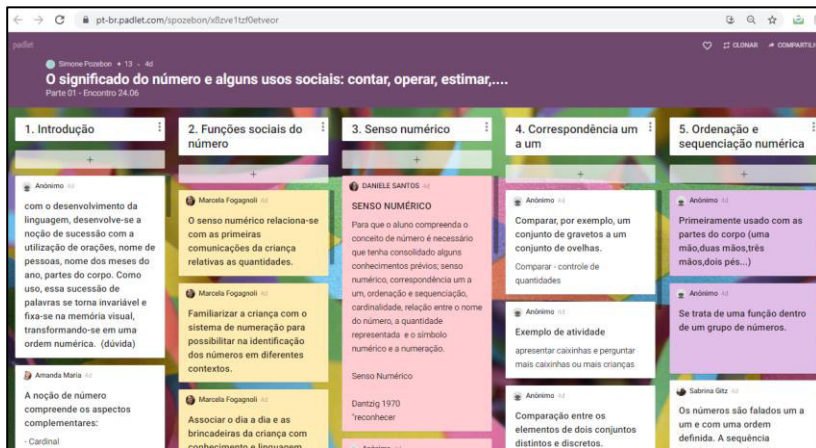 pt-br.padlet.com/spozebon/x8zve1tzf0etveor
padlet
CLONAR
COMPARTILH
Simone Pozebon + 13 - 4d
O significado do número e alguns usos sociais: contar, operar, estimar,....
Parte 01 - Encontro 24.06
1. Introdução
+
Anônimo 4d
com o desenvolvimento da
linguagem, desenvolve-se a
noção de sucessão com a
utilização de orações, nome de
pessoas, nome dos meses do
ano, partes do corpo. Como
uso, essa sucessão de
palavras se torna invariável e
fixa-se na memória visual,
transformando-se em uma
ordem numérica. (dúvida)
Amanda Maria 4d
A noção de número
compreende os aspectos
complementares:
- Cardinal
2. Funções sociais do
número
+
Marcela Fogagnoli 4d
O senso numérico relaciona-se
com as primeiras
comunicações da criança
relativas as quantidades.
Marcela Fogagnoli 4d
Familiarizar a criança com o
sistema de numeração para
possibilitar na identificação
dos números em diferentes
contextos.
Marcela Fogagnoli 4d
Associar o dia a dia e as
brincadeiras da criança com
conhecimento e linguagem
3. Senso numérico
+
DANIELE SANTOS 4d
SENSO NUMÉRICO
Para que o aluno compreenda o
conceito de número é necessário
que tenha consolidado alguns
conhecimentos prévios; senso
numérico, correspondência um a
um, ordenação e sequenciação,
cardinalidade, relação entre o nome
do número, a quantidade
representada e o símbolo
numérico e a numeração.
Senso Numérico
Dantzig 1970
"reconhecer
Anônimo 4d
4. Correspondência um
a um
+
Anônimo 4d
Comparar, por exemplo, um
conjunto de gravetos a um
conjunto de ovelhas.
Comparar - controle de
quantidades
Anônimo 4d
Exemplo de atividade
apresentar caixinhas e perguntar
mais caixinhas ou mais crianças
Anônimo 4d
Comparação entre os
elementos de dois conjuntos
distintos e discretos.
5. Ordenação e
sequenciação numérica
+
Anônimo 4d
Primeiramente usado com as
partes do corpo (uma
mão,duas mãos,três
mãos,dois pés...)
Anônimo 4d
Se trata de uma função dentro
de um grupo de números.
Sabrina Gitz 4d
Os números são falados um a
um e com uma ordem
definida. A sequência